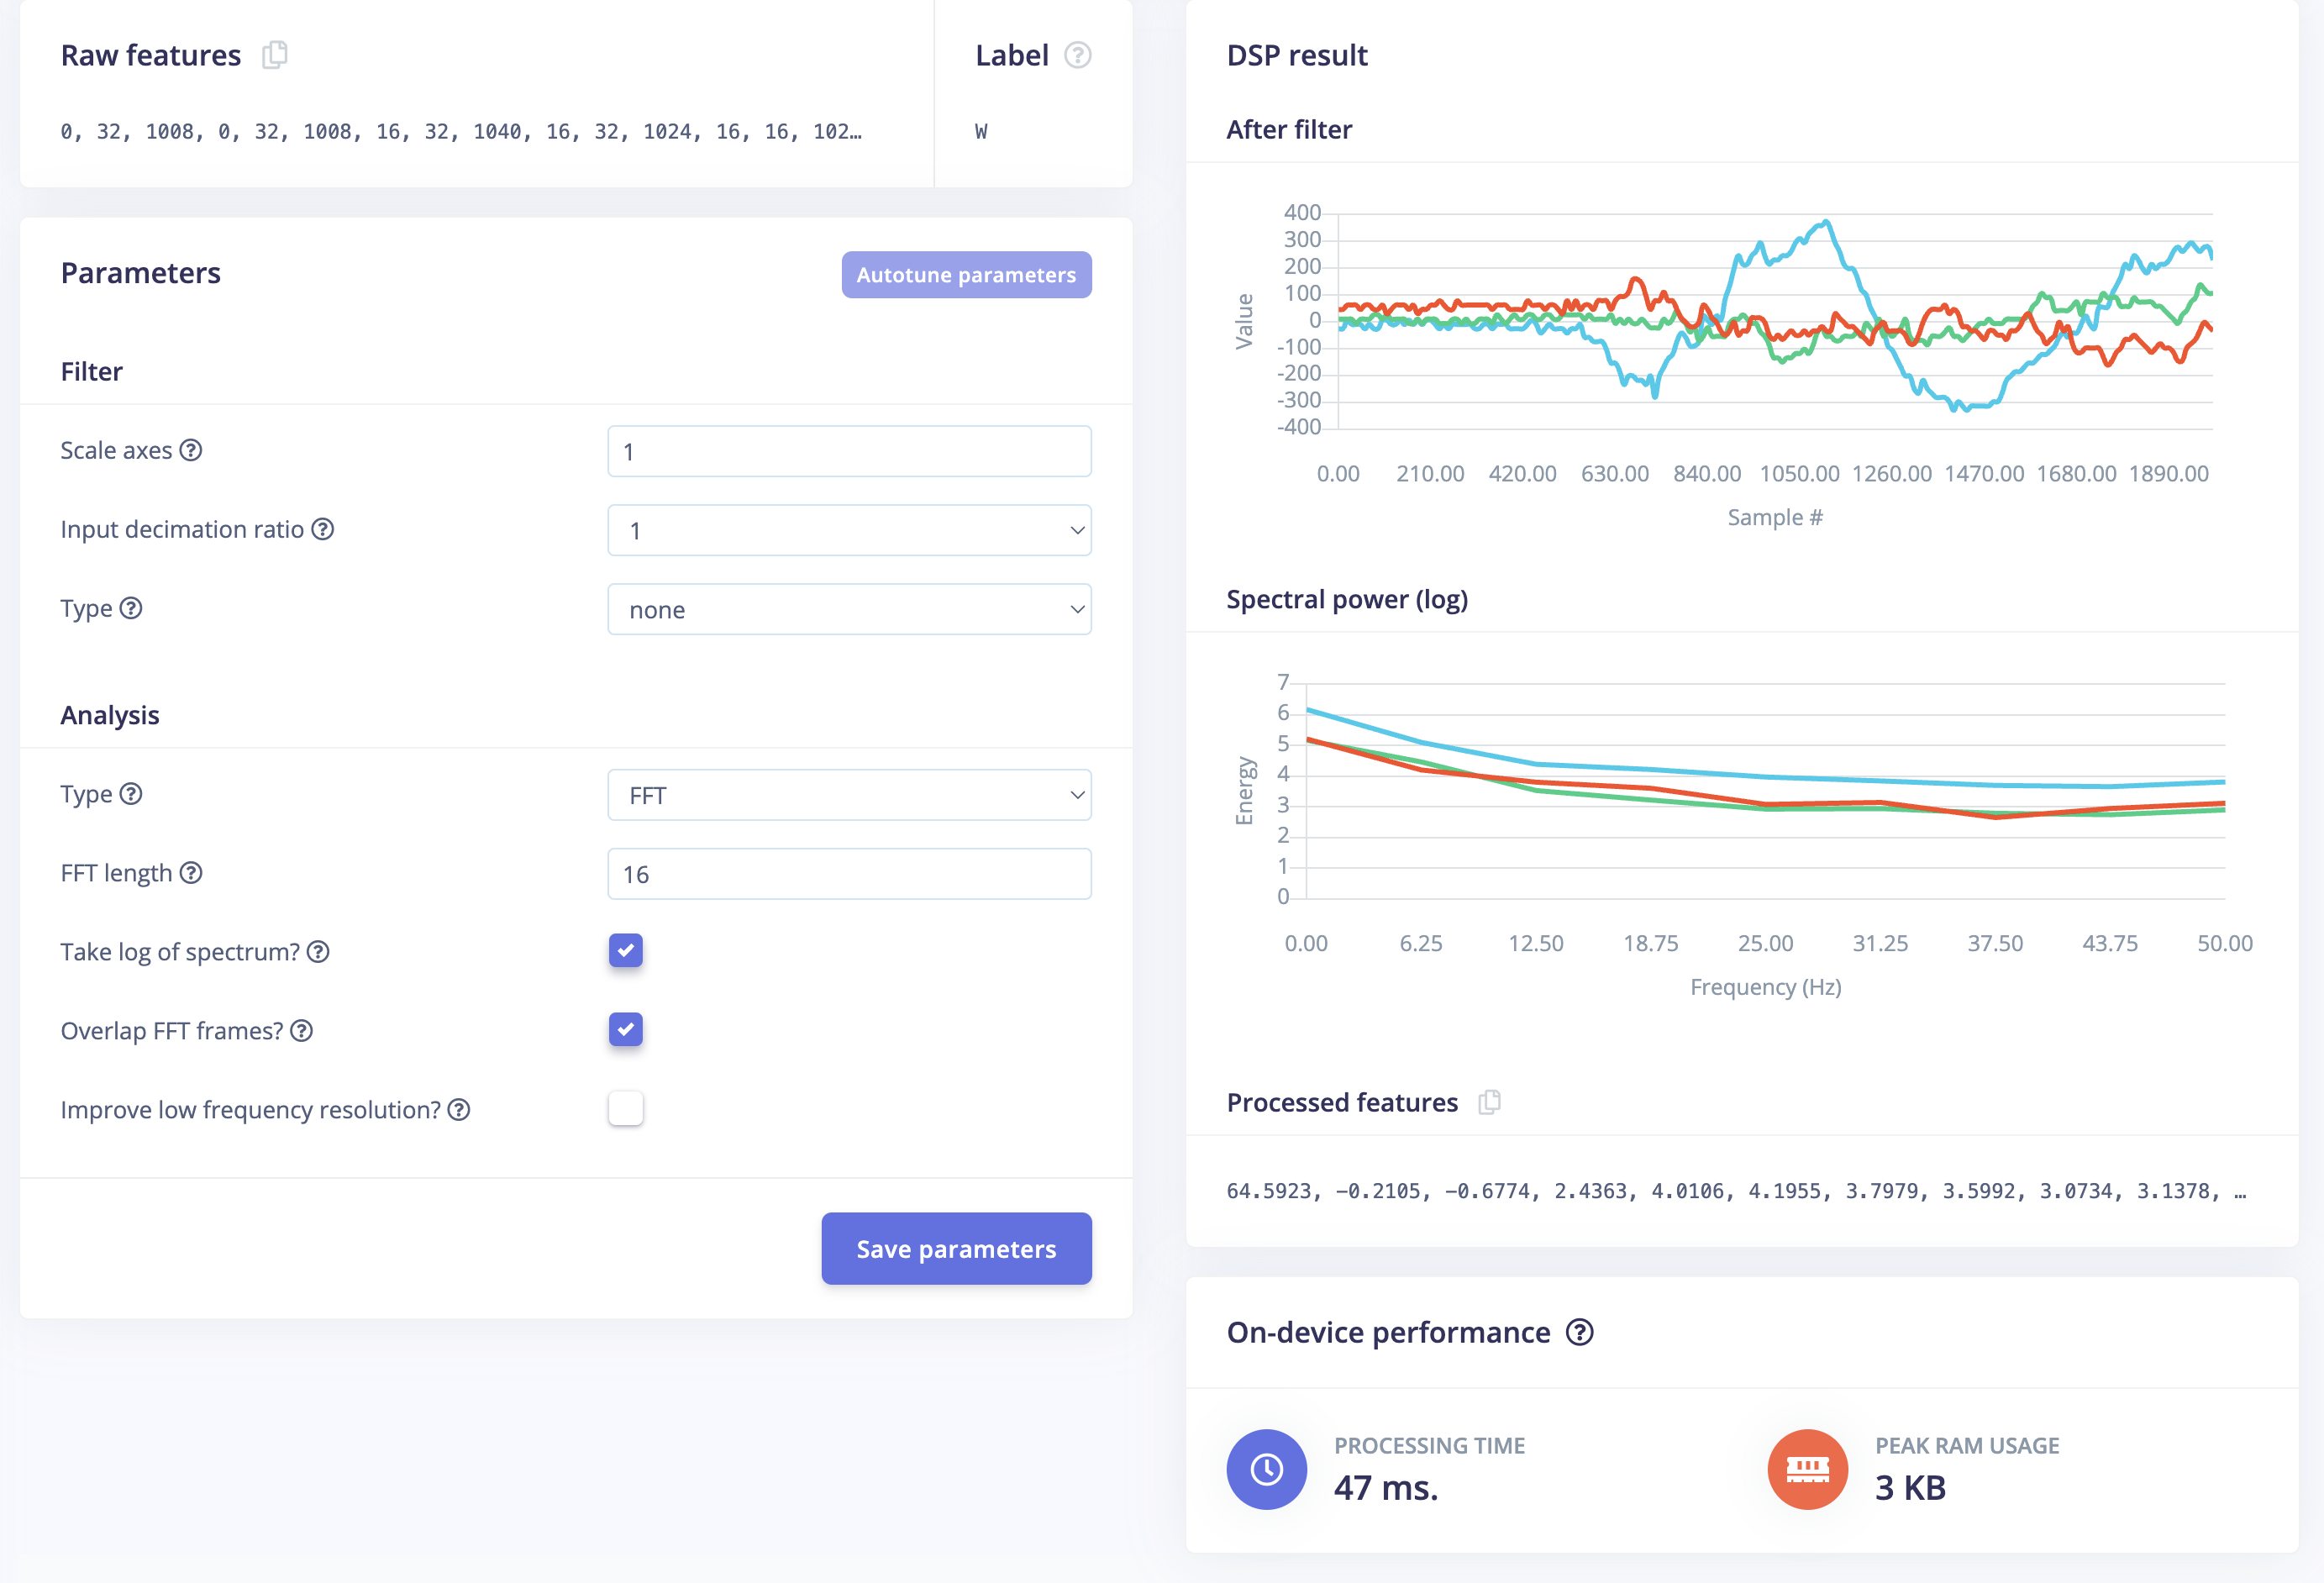 Raw features
Label
0, 32, 1008, 0, 32, 1008, 16, 32, 1040, 16, 32, 1024, 16, 16, 102…
W
Parameters
Autotune parameters
Filter
Scale axes
1
Input decimation ratio
1
Type
none
Analysis
Type
FFT
FFT length
16
Take log of spectrum?
Overlap FFT frames?
Improve low frequency resolution?
Save parameters
DSP result
After filter
400
300
200
100
0
-100
-200
-300
-400
Value
0.00 210.00 420.00 630.00 840.00 1050.00 1260.00 1470.00 1680.00 1890.00
Sample #
Spectral power (log)
7
6
5
4
3
2
1
0
Energy
0.00 6.25 12.50 18.75 25.00 31.25 37.50 43.75 50.00
Frequency (Hz)
Processed features
64.5923, -0.2105, -0.6774, 2.4363, 4.0106, 4.1955, 3.7979, 3.5992, 3.0734, 3.1378, …
On-device performance
PROCESSING TIME
47 ms.
PEAK RAM USAGE
3 KB